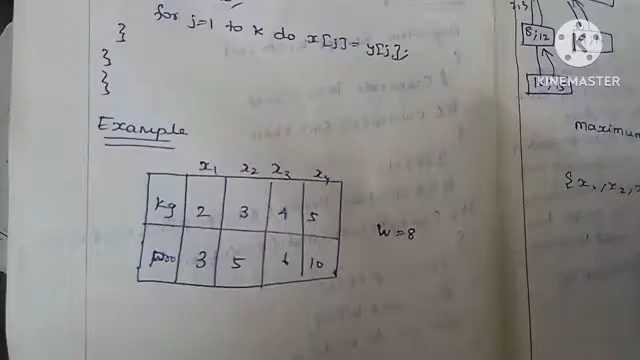 for j=1 to k do x[j]=y[j];
}
}
}
Example
x1 x2 x3 x4
kg 2 3 4 5
3 5 10
W=8
8,12
KINEMASTER
maximum
{x1, x2, x